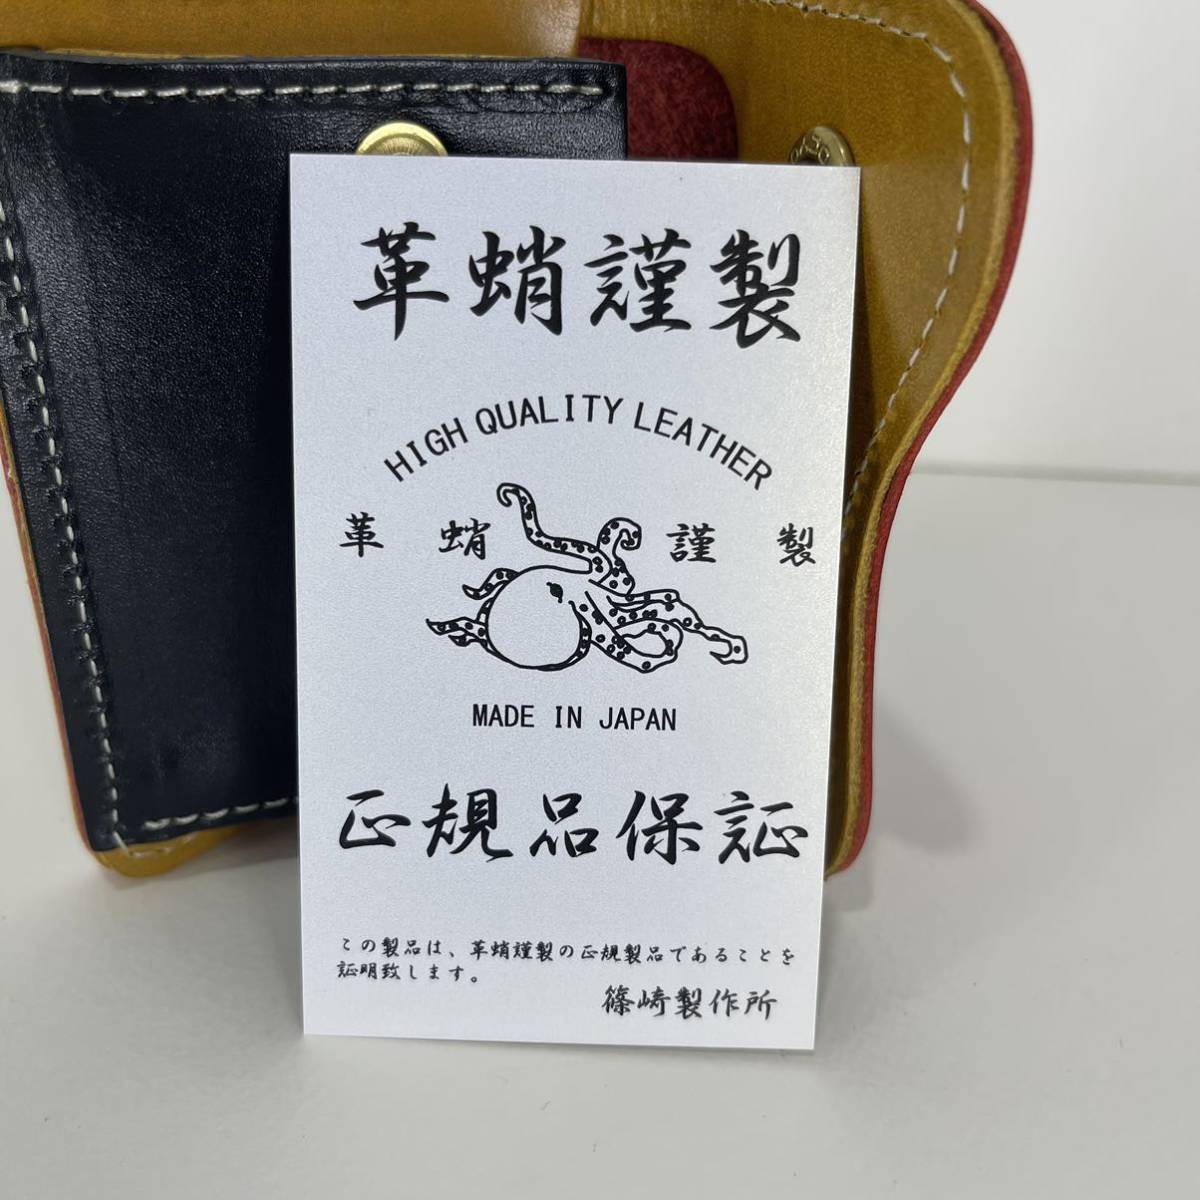 革蛸謹製
HIGH QUALITY LEATHER
革 蛸 謹 製
MADE IN JAPAN
正規品保証
この製品は、革蛸謹製の正規製品であることを
証明致します。
篠崎製作所